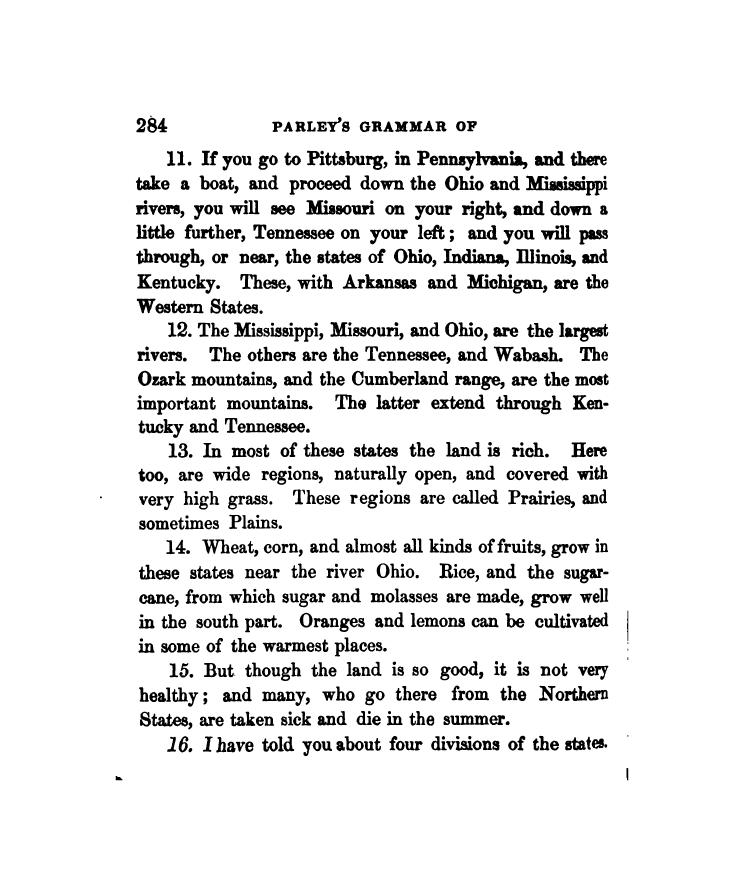 284 PARLEY'S GRAMMAR OF
11. If you go to Pittsburg, in Pennsylvania, and there
take a boat, and proceed down the Ohio and Mississippi
rivers, you will see Missouri on your right, and down a
little further, Tennessee on your left; and you will pass
through, or near, the states of Ohio, Indiana, Illinois, and
Kentucky. These, with Arkansas and Michigan, are the
Western States.
12. The Mississippi, Missouri, and Ohio, are the largest
rivers. The others are the Tennessee, and Wabash. The
Ozark mountains, and the Cumberland range, are the most
important mountains. The latter extend through Ken-
tucky and Tennessee.
13. In most of these states the land is rich. Here
too, are wide regions, naturally open, and covered with
very high grass. These regions are called Prairies, and
sometimes Plains.
14. Wheat, corn, and almost all kinds of fruits, grow in
these states near the river Ohio. Rice, and the sugar-
cane, from which sugar and molasses are made, grow well
in the south part. Oranges and lemons can be cultivated
in some of the warmest places.
15. But though the land is so good, it is not very
healthy; and many, who go there from the Northern
States, are taken sick and die in the summer.
16. I have told you about four divisions of the states.